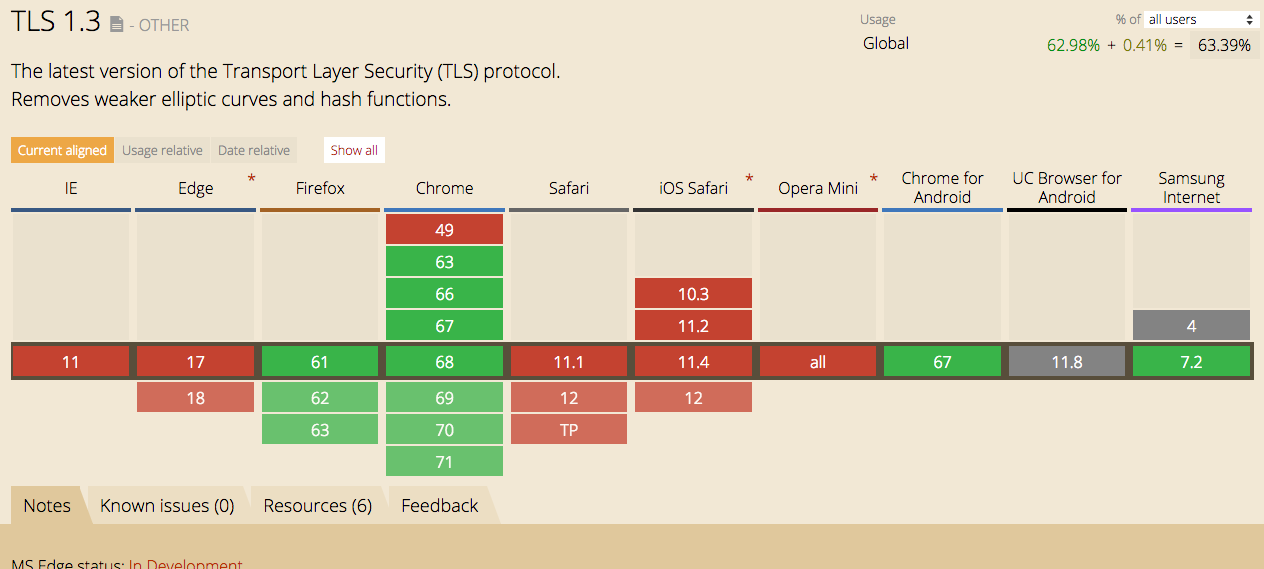 TLS 1.3 - OTHER
Usage % of all users
Global 62.98% + 0.41% = 63.39%
The latest version of the Transport Layer Security (TLS) protocol.
Removes weaker elliptic curves and hash functions.
Current aligned Usage relative Date relative Show all
IE Edge * Firefox Chrome Safari iOS Safari * Opera Mini * Chrome for Android UC Browser for Android Samsung Internet
49
63
66 10.3
67 11.2 4
11 17 61 68 11.1 11.4 all 67 11.8 7.2
18 62 69 12 12
63 70 TP
71
Notes Known issues (0) Resources (6) Feedback
MS Edge status: In Development